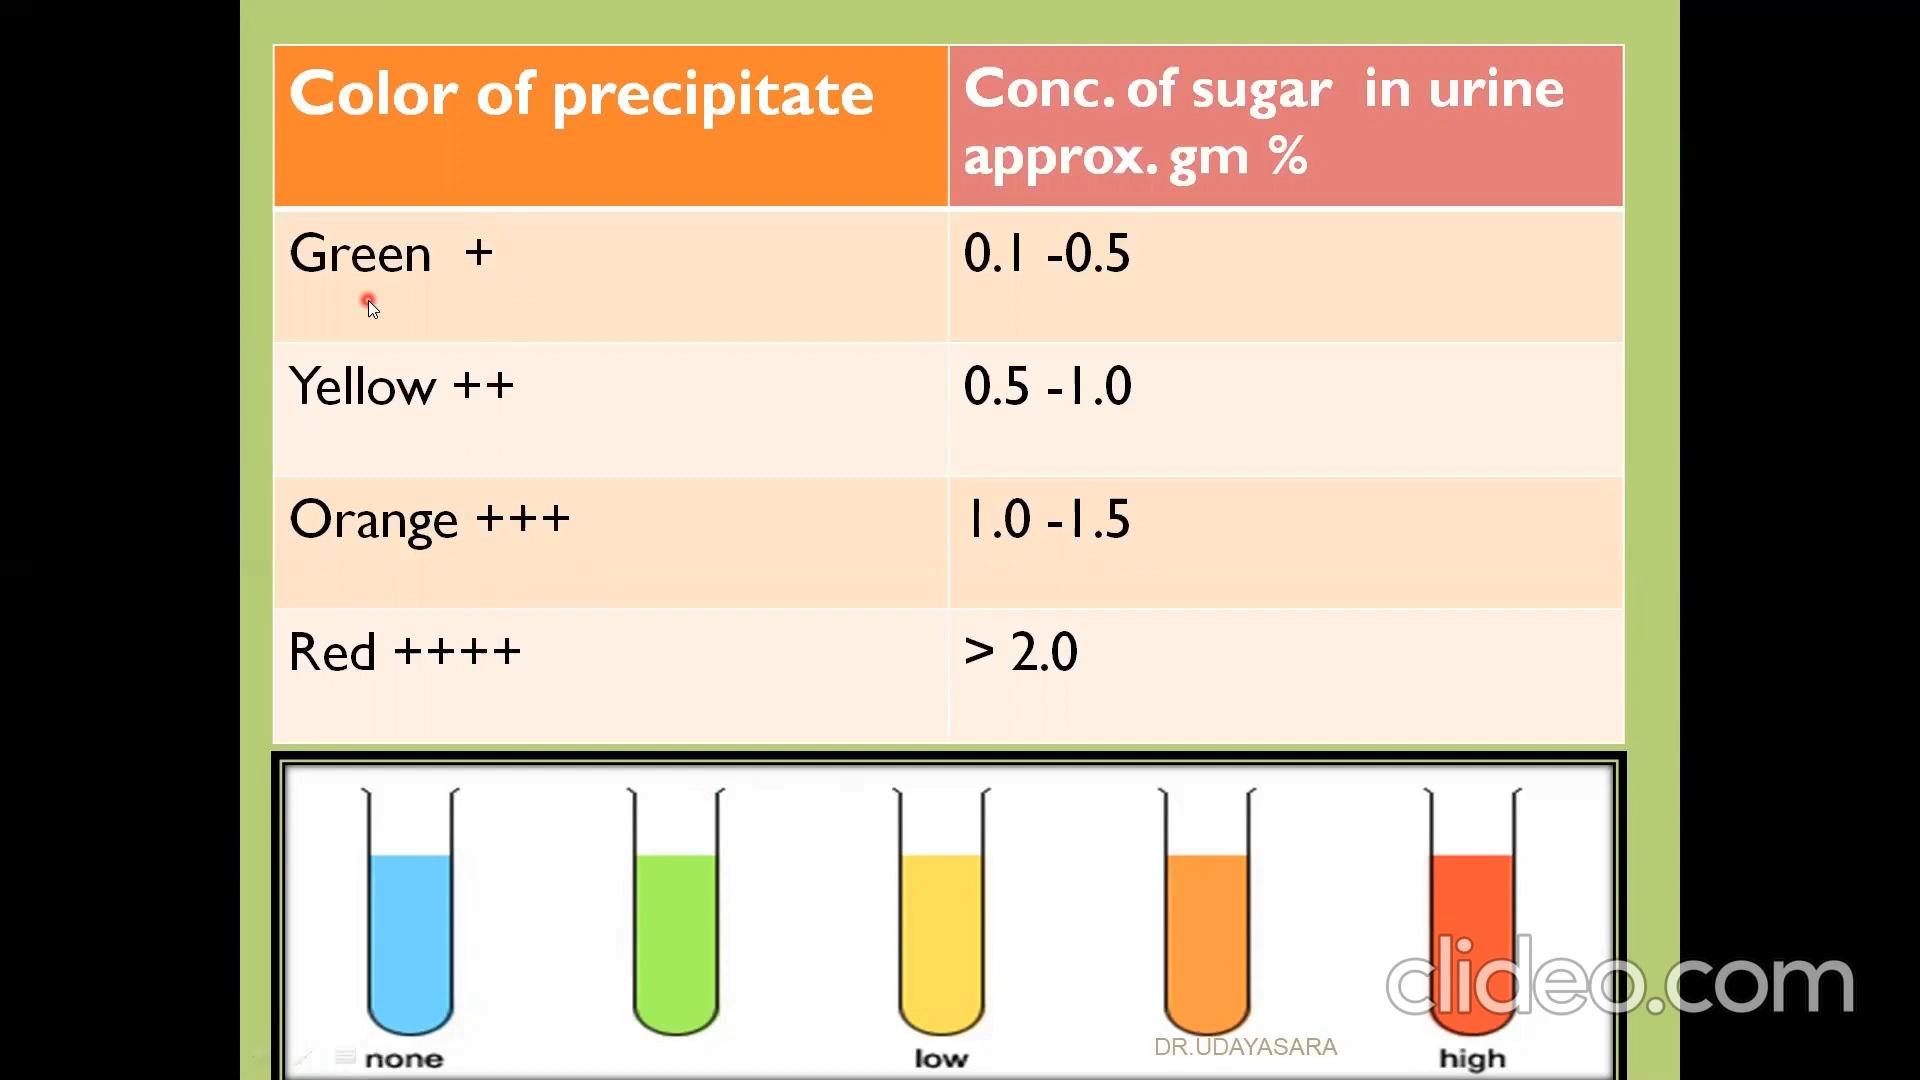 Color of precipitate
Conc. of sugar in urine
approx. gm %
Green +
0.1 -0.5
Yellow ++
0.5 -1.0
Orange +++
1.0 -1.5
Red ++++
> 2.0
clideo.com
DR.UDAYASARA
none
low
high